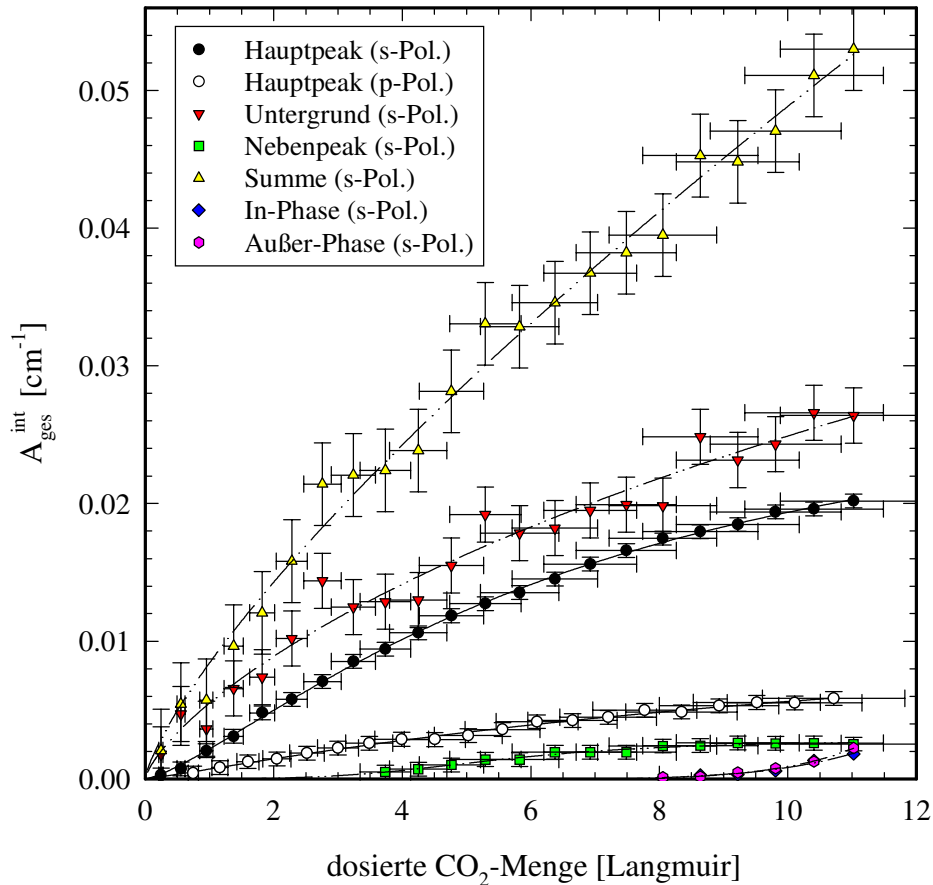 0.05
0.04
0.03
0.02
0.01
0.00
A_ges^int [cm^-1]
Hauptpeak (s-Pol.)
Hauptpeak (p-Pol.)
Untergrund (s-Pol.)
Nebenpeak (s-Pol.)
Summe (s-Pol.)
In-Phase (s-Pol.)
Außer-Phase (s-Pol.)
0 2 4 6 8 10 12
dosierte CO₂-Menge [Langmuir]